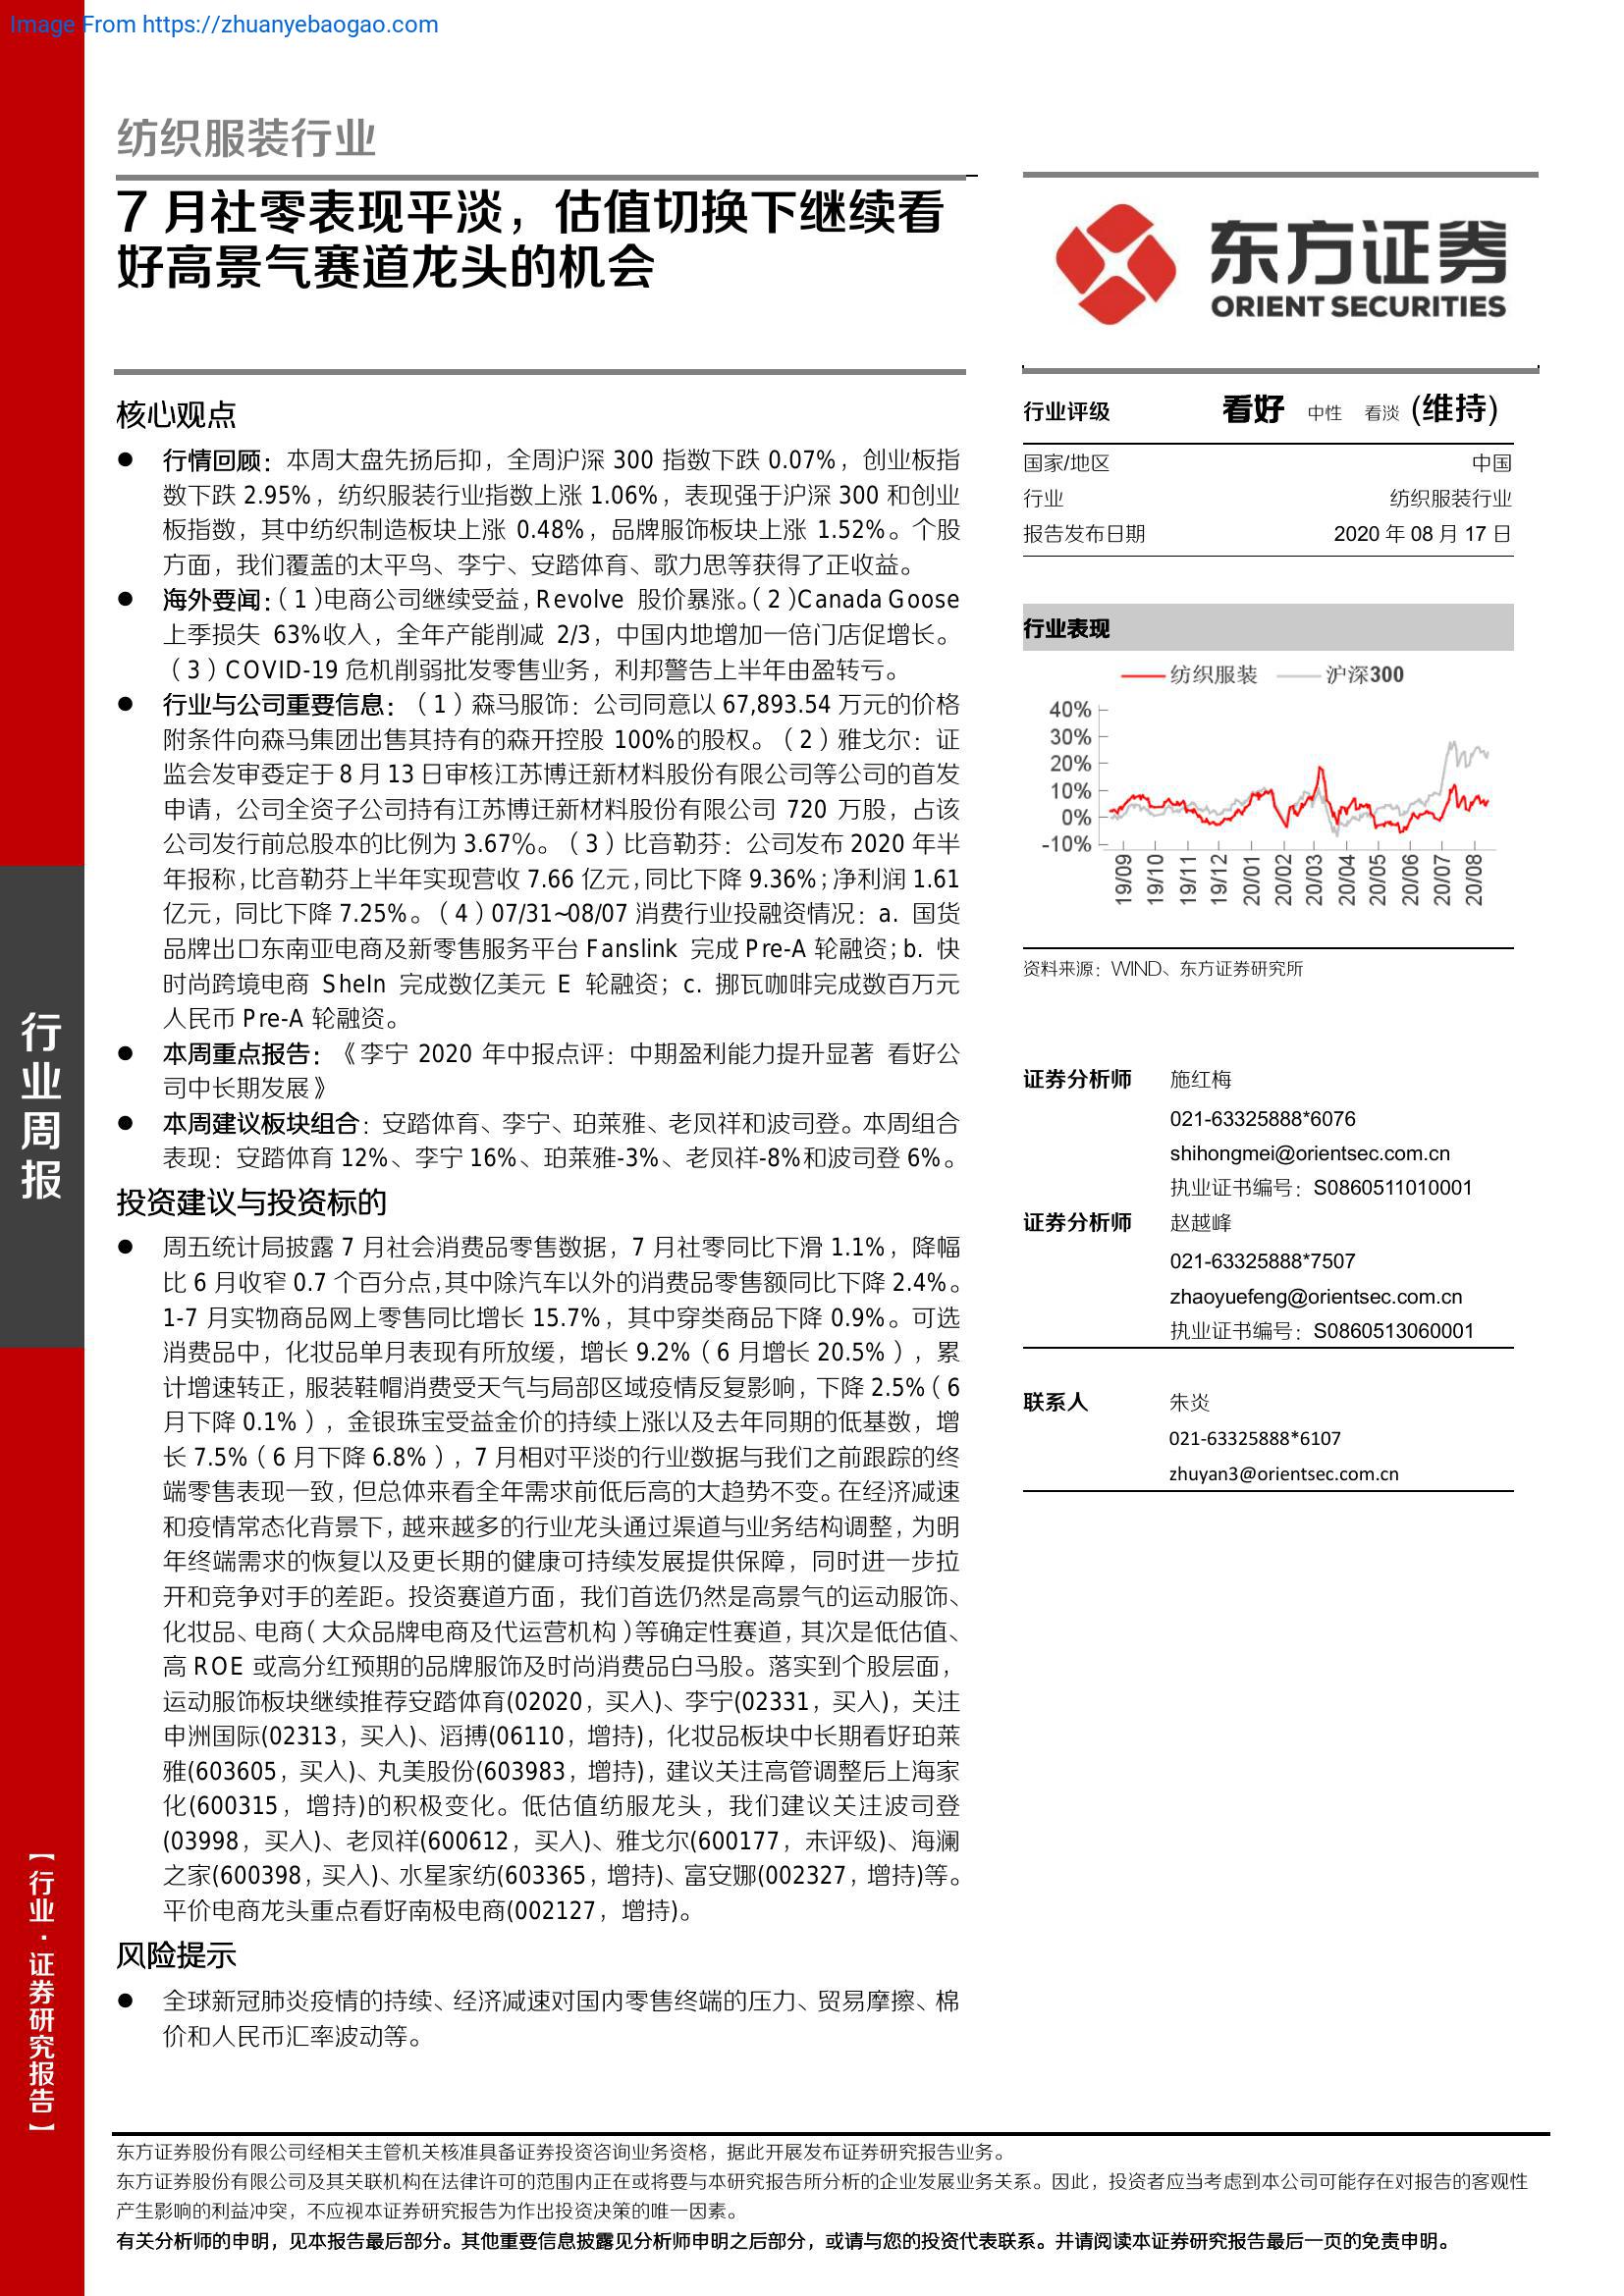 Image From https://zhuanyebaogao.com
纺织服装行业
7 月社零表现平淡，估值切换下继续看
好高景气赛道龙头的机会
核心观点
● 行情回顾：本周大盘先扬后抑，全周沪深 300 指数下跌 0.07%，创业板指
数下跌 2.95%，纺织服装行业指数上涨 1.06%，表现强于沪深 300 和创业
板指数，其中纺织制造板块上涨 0.48%，品牌服饰板块上涨 1.52%。个股
方面，我们覆盖的太平鸟、李宁、安踏体育、歌力思等获得了正收益。
● 海外要闻：（1）电商公司继续受益，Revolve 股价暴涨。（2）Canada Goose
上季损失 63%收入，全年产能削减 2/3，中国内地增加一倍门店促增长。
（3）COVID-19 危机削弱批发零售业务，利邦警告上半年由盈转亏。
● 行业与公司重要信息：（1）森马服饰：公司同意以 67,893.54 万元的价格
附条件向森马集团出售其持有的森开控股 100%的股权。（2）雅戈尔：证
监会发审委定于 8 月 13 日审核江苏博迁新材料股份有限公司等公司的首发
申请，公司全资子公司持有江苏博迁新材料股份有限公司 720 万股，占该
公司发行前总股本的比例为 3.67%。（3）比音勒芬：公司发布 2020 年半
年报称，比音勒芬上半年实现营收 7.66 亿元，同比下降 9.36%；净利润 1.61
亿元，同比下降 7.25%。（4）07/31~08/07 消费行业投融资情况：a. 国货
品牌出口东南亚电商及新零售服务平台 Fanslink 完成 Pre-A 轮融资；b. 快
时尚跨境电商 SheIn 完成数亿美元 E 轮融资；c. 挪瓦咖啡完成数百万元
人民币 Pre-A 轮融资。
● 本周重点报告：《李宁 2020 年中报点评：中期盈利能力提升显著 看好公
司中长期发展》
● 本周建议板块组合：安踏体育、李宁、珀莱雅、老凤祥和波司登。本周组合
表现：安踏体育 12%、李宁 16%、珀莱雅-3%、老凤祥-8%和波司登 6%。
投资建议与投资标的
● 周五统计局披露 7 月社会消费品零售数据，7 月社零同比下滑 1.1%，降幅
比 6 月收窄 0.7 个百分点，其中除汽车以外的消费品零售额同比下降 2.4%。
1-7 月实物商品网上零售同比增长 15.7%，其中穿类商品下降 0.9%。可选
消费品中，化妆品单月表现有所放缓，增长 9.2%（6 月增长 20.5%），累
计增速转正，服装鞋帽消费受天气与局部区域疫情反复影响，下降 2.5%（6
月下降 0.1%），金银珠宝受益金价的持续上涨以及去年同期的低基数，增
长 7.5%（6 月下降 6.8%），7 月相对平淡的行业数据与我们之前跟踪的终
端零售表现一致，但总体来看全年需求前低后高的大趋势不变。在经济减速
和疫情常态化背景下，越来越多的行业龙头通过渠道与业务结构调整，为明
年终端需求的恢复以及更长期的健康可持续发展提供保障，同时进一步拉
开和竞争对手的差距。投资赛道方面，我们首选仍然是高景气的运动服饰、
化妆品、电商（大众品牌电商及代运营机构）等确定性赛道，其次是低估值、
高 ROE 或高分红预期的品牌服饰及时尚消费品白马股。落实到个股层面，
运动服饰板块继续推荐安踏体育(02020，买入)、李宁(02331，买入)，关注
申洲国际(02313，买入)、滔搏(06110，增持)，化妆品板块中长期看好珀莱
雅(603605，买入)、丸美股份(603983，增持)，建议关注高管调整后上海家
化(600315，增持)的积极变化。低估值纺服龙头，我们建议关注波司登
(03998，买入)、老凤祥(600612，买入)、雅戈尔(600177，未评级)、海澜
之家(600398，买入)、水星家纺(603365，增持)、富安娜(002327，增持)等。
平价电商龙头重点看好南极电商(002127，增持)。
风险提示
● 全球新冠肺炎疫情的持续、经济减速对国内零售终端的压力、贸易摩擦、棉
价和人民币汇率波动等。
东方证券
ORIENT SECURITIES
行业评级 看好 中性 看淡 (维持)
国家/地区 中国
行业 纺织服装行业
报告发布日期 2020 年 08 月 17 日
行业表现
纺织服装 沪深300
40%
30%
20%
10%
0%
-10%
19/09 19/10 19/11 19/12 20/01 20/02 20/03 20/04 20/05 20/06 20/07 20/08
资料来源：WIND、东方证券研究所
证券分析师 施红梅
021-63325888*6076
shihongmei@orientsec.com.cn
执业证书编号：S0860511010001
证券分析师 赵越峰
021-63325888*7507
zhaoyuefeng@orientsec.com.cn
执业证书编号：S0860513060001
联系人 朱炎
021-63325888*6107
zhuyan3@orientsec.com.cn
行业周报
【行业·证券研究报告】
东方证券股份有限公司经相关主管机关核准具备证券投资咨询业务资格，据此开展发布证券研究报告业务。
东方证券股份有限公司及其关联机构在法律许可的范围内正在或将要与本研究报告所分析的企业发展业务关系。因此，投资者应当考虑到本公司可能存在对报告的客观性
产生影响的利益冲突，不应视本证券研究报告为作出投资决策的唯一因素。
有关分析师的申明，见本报告最后部分。其他重要信息披露见分析师申明之后部分，或请与您的投资代表联系。并请阅读本证券研究报告最后一页的免责申明。